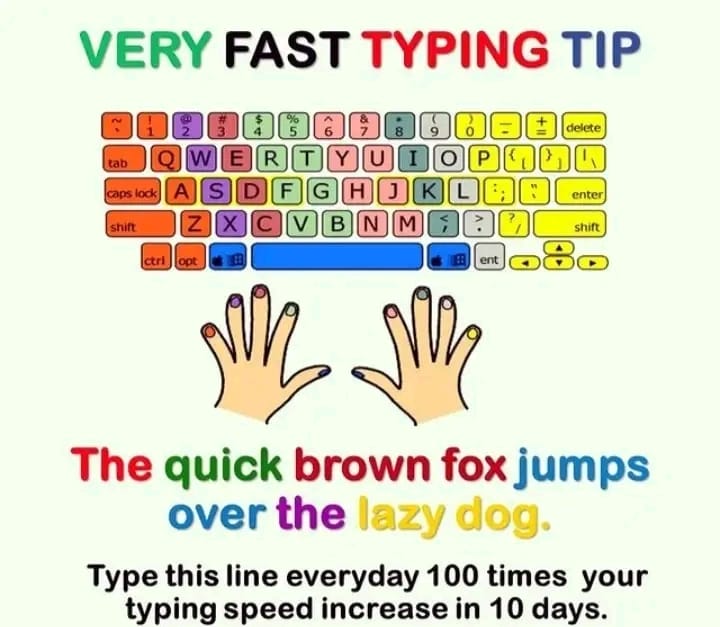 VERY FAST TYPING TIP
~ ` ! 1 @ 2 # 3 $ 4 % 5 ^ 6 & 7 * 8 ( 9 ) 0 _ - + = delete
tab Q W E R T Y U I O P { [ } ] | \
caps lock A S D F G H J K L : ; " ' enter
shift Z X C V B N M < ; > . ? / shift
ctrl opt ent
The quick brown fox jumps
over the lazy dog.
Type this line everyday 100 times your
typing speed increase in 10 days.